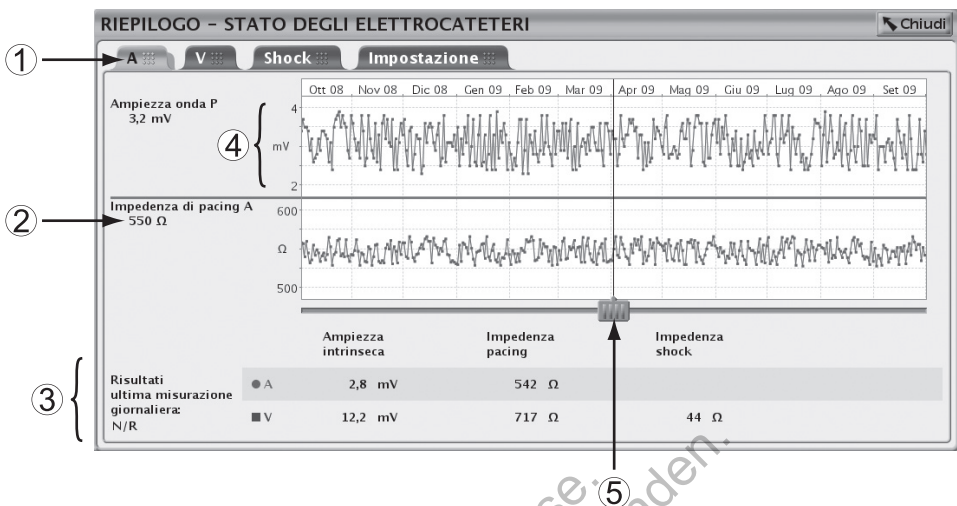 RIEPILOGO – STATO DEGLI ELETTROCATETERI
Chiudi
1
A
V
Shock
Impostazione
Ott 08 Nov 08 Dic 08 Gen 09 Feb 09 Mar 09 Apr 09 Mag 09 Giu 09 Lug 09 Ago 09 Set 09
Ampiezza onda P
3,2 mV
4
4
mV
2
2
Impedenza di pacing A
550 Ω
600
Ω
500
Ampiezza
intrinseca
Impedenza
pacing
Impedenza
shock
3
Risultati
ultima misurazione
giornaliera:
N/R
A 2,8 mV 542 Ω
V 12,2 mV 717 Ω 44 Ω
5